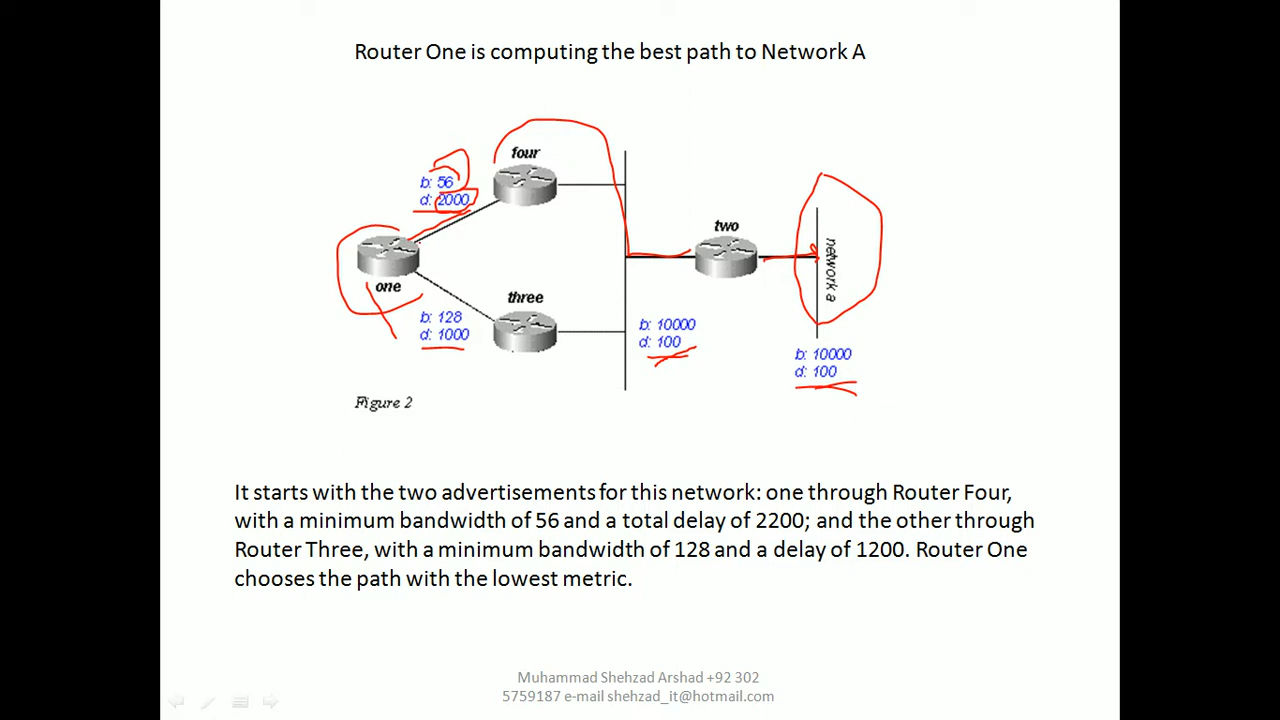 Router One is computing the best path to Network A
four
b: 56
d: 2000
two
network a
one
three
b: 128
d: 1000
b: 10000
d: 100
b: 10000
d: 100
Figure 2
It starts with the two advertisements for this network: one through Router Four,
with a minimum bandwidth of 56 and a total delay of 2200; and the other through
Router Three, with a minimum bandwidth of 128 and a delay of 1200. Router One
chooses the path with the lowest metric.
Muhammad Shehzad Arshad +92 302
5759187 e-mail shehzad_it@hotmail.com